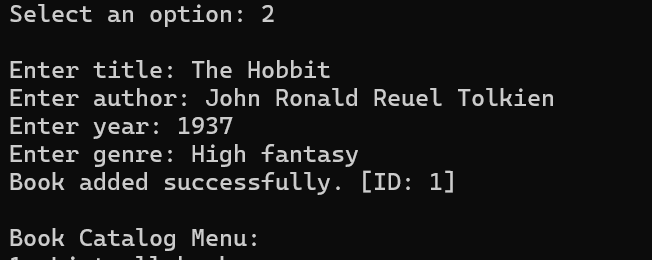 Select an option: 2
Enter title: The Hobbit
Enter author: John Ronald Reuel Tolkien
Enter year: 1937
Enter genre: High fantasy
Book added successfully. [ID: 1]
Book Catalog Menu: